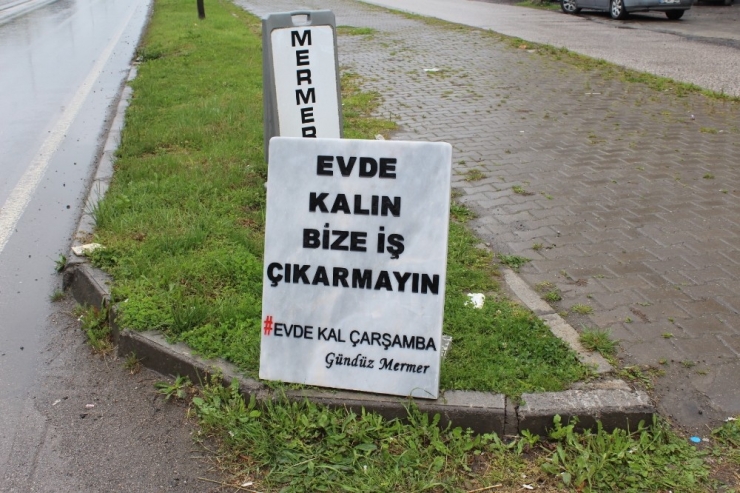 MERMER
EVDE
KALIN
BİZE İŞ
ÇIKARMAYIN
#EVDE KAL ÇARŞAMBA
Gündüz Mermer